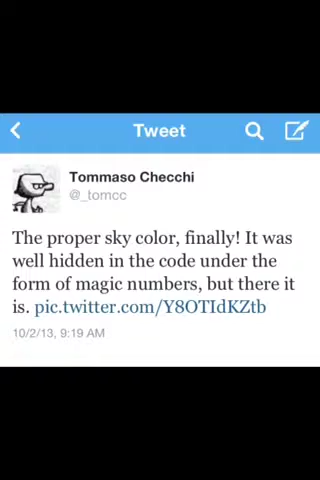 Tweet
Tommaso Checchi
@_tomcc
The proper sky color, finally! It was
well hidden in the code under the
form of magic numbers, but there it
is. pic.twitter.com/Y8OTIdKZtb
10/2/13, 9:19 AM